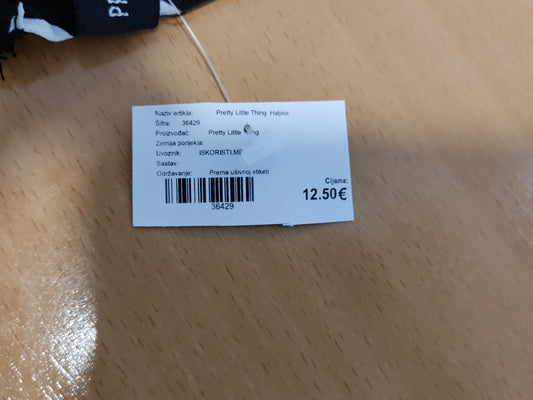 Naziv artikla: Pretty Little Thing Haljina
Šifra: 36429
Proizvođač: Pretty Little Thing
Zemlja porijekla:
Uvoznik: ISKORISTI.ME
Sastav:
Održavanje: Prema ušivnoj etiketi
Cijena:
12.50€
36429